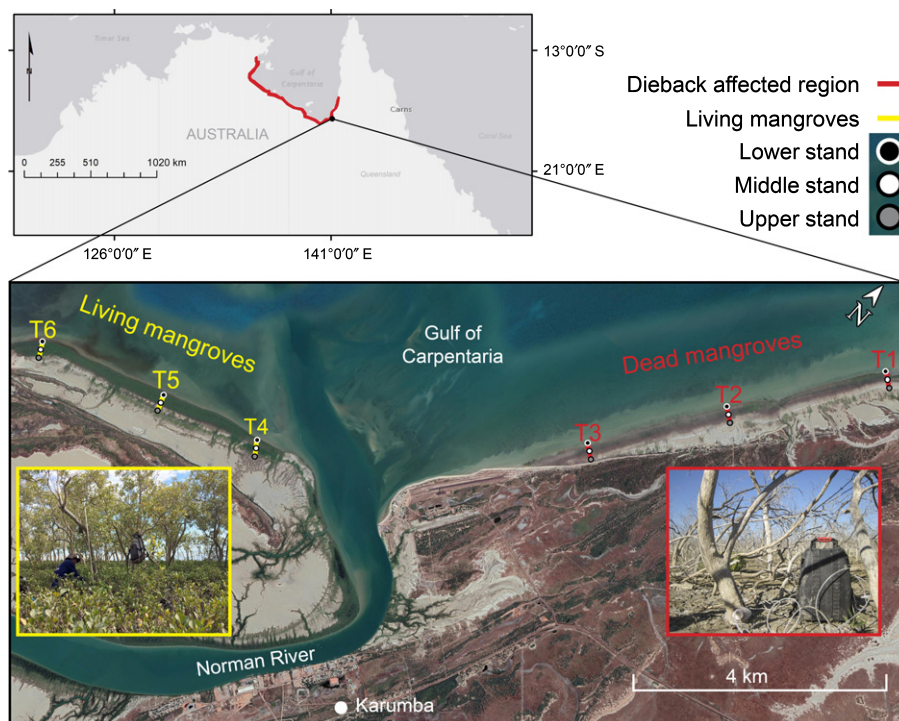 Timor Sea
Gulf of
Carpentaria
Cairns
AUSTRALIA
Coral Sea
Queensland
N
0 255 510 1020 km
13°0′0″ S
21°0′0″ E
126°0′0″ E
141°0′0″ E
Dieback affected region
Living mangroves
Lower stand
Middle stand
Upper stand
N
Living mangroves
Gulf of
Carpentaria
Dead mangroves
T6
T5
T4
T3
T2
T1
Norman River
Karumba
4 km